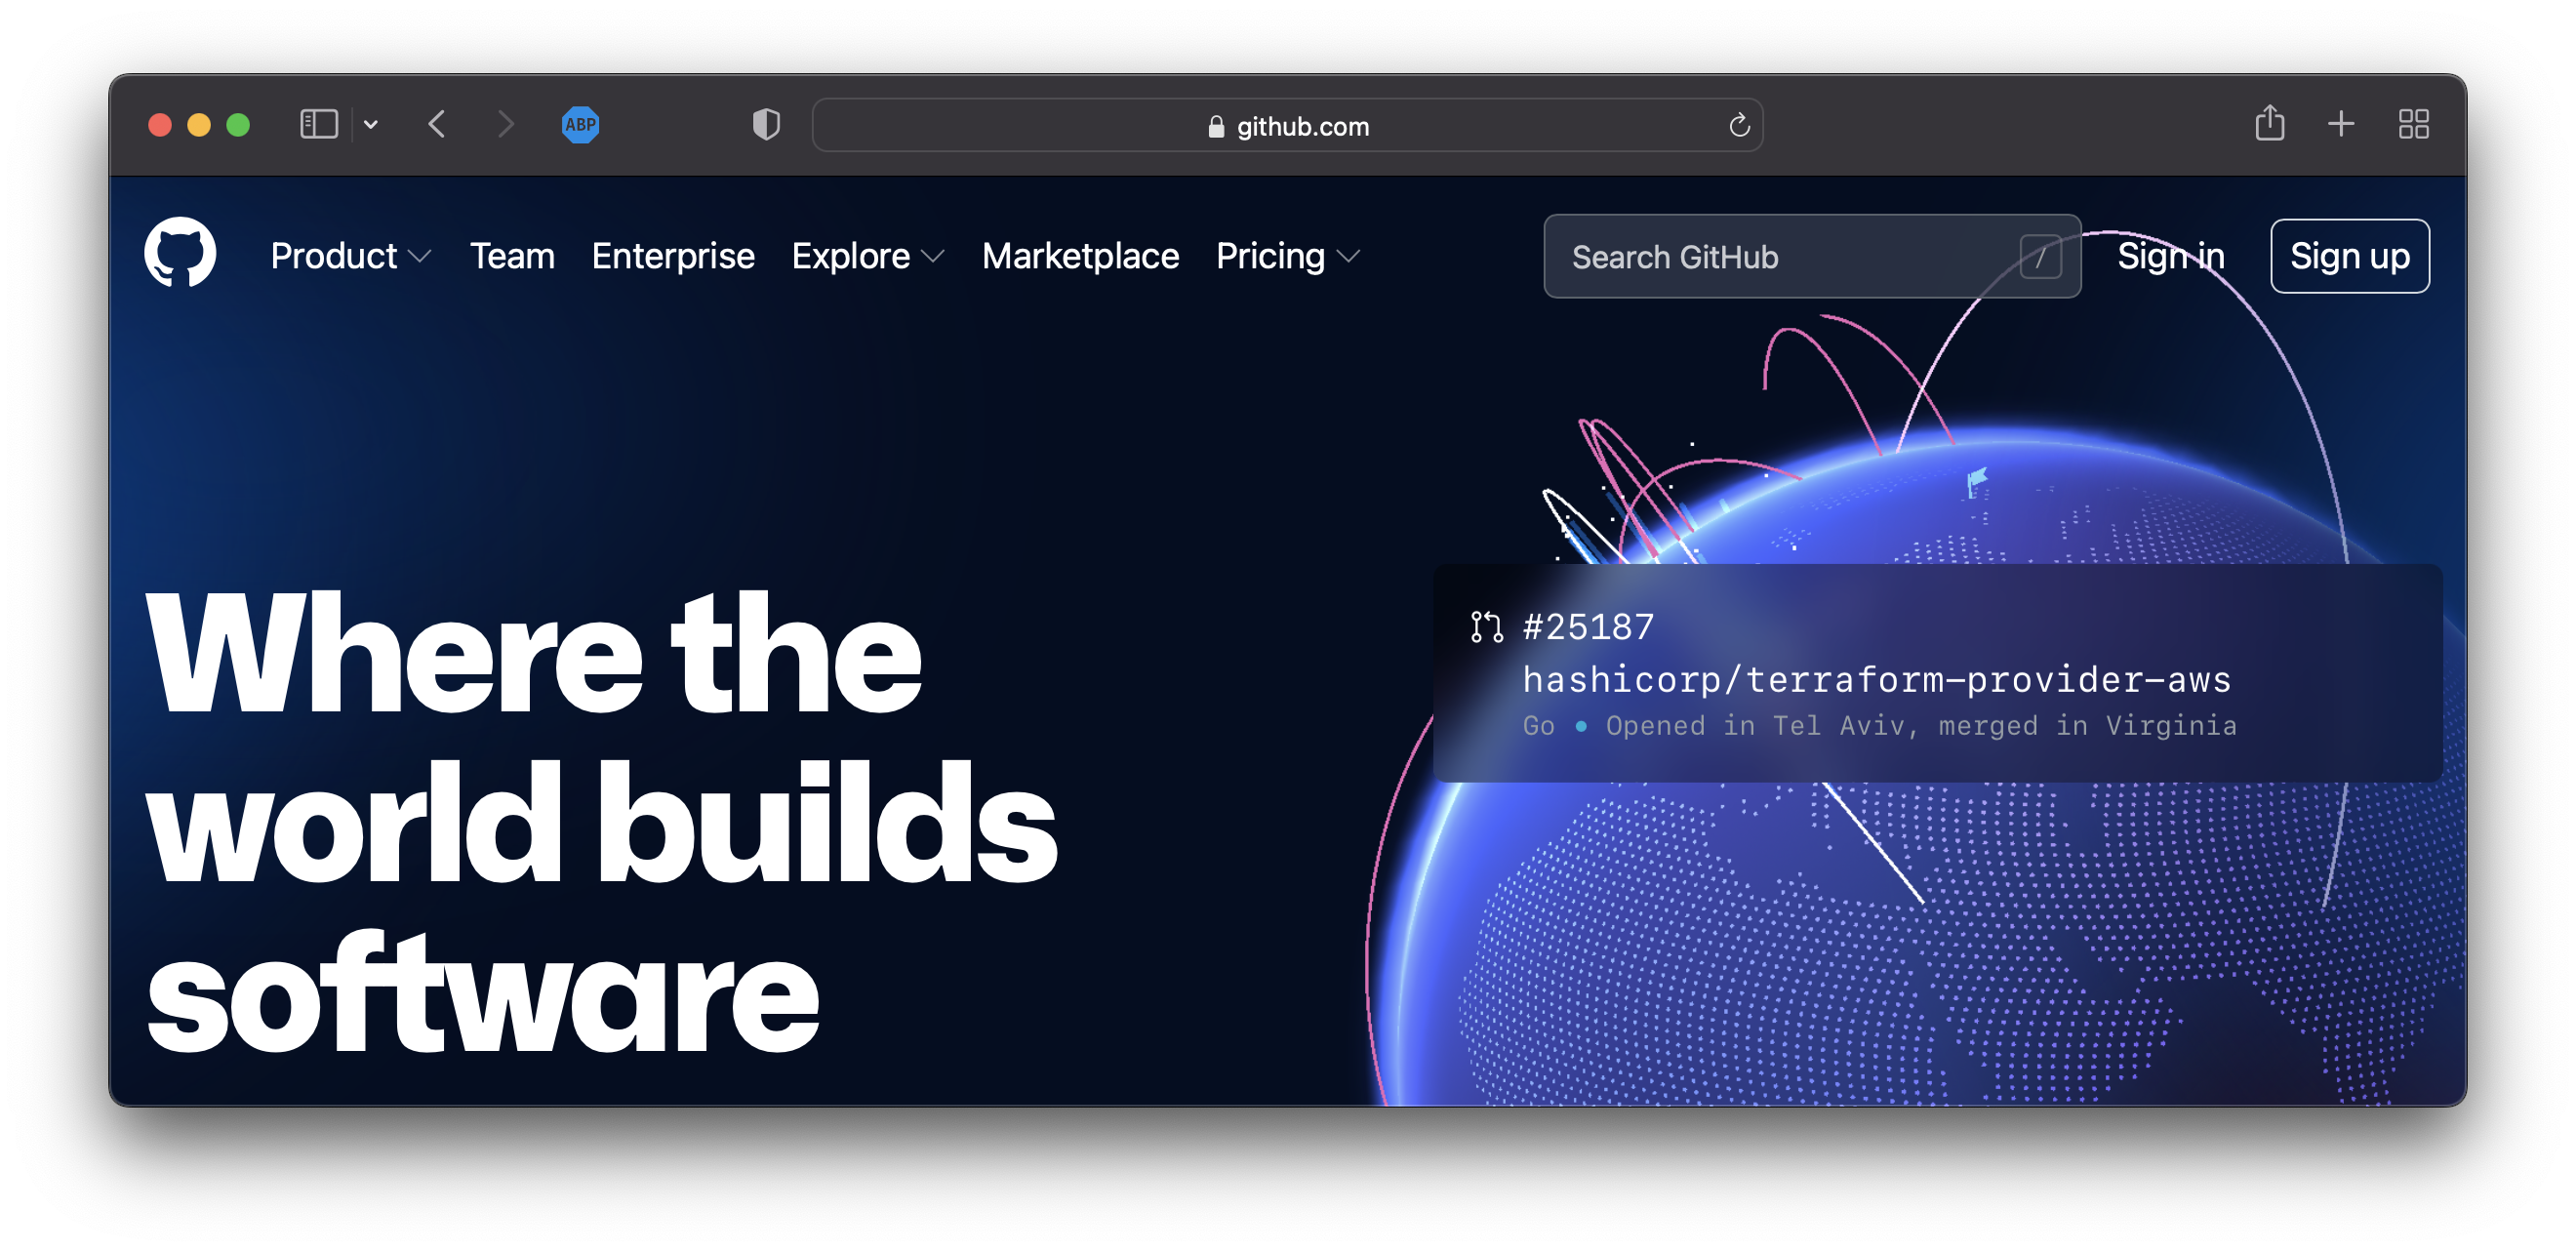 ABP
github.com
Product Team Enterprise Explore Marketplace Pricing
Search GitHub /
Sign in
Sign up
Where the
world builds
software
#25187
hashicorp/terraform-provider-aws
Go • Opened in Tel Aviv, merged in Virginia